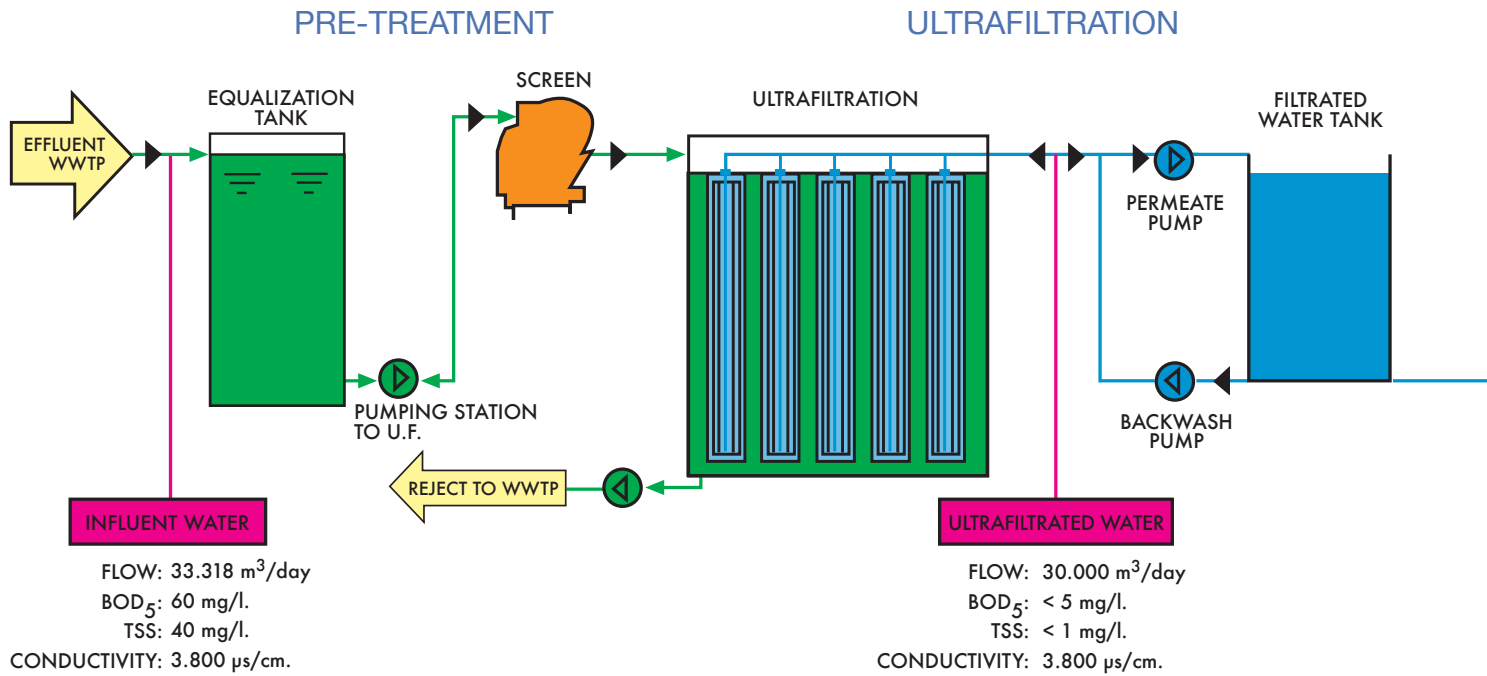 PRE-TREATMENT
ULTRAFILTRATION
EFFLUENT
WWTP
EQUALIZATION
TANK
SCREEN
ULTRAFILTRATION
FILTRATED
WATER TANK
PERMEATE
PUMP
PUMPING STATION
TO U.F.
BACKWASH
PUMP
REJECT TO WWTP
INFLUENT WATER
FLOW: 33.318 m³/day
BOD₅: 60 mg/l.
TSS: 40 mg/l.
CONDUCTIVITY: 3.800 µs/cm.
ULTRAFILTRATED WATER
FLOW: 30.000 m³/day
BOD₅: < 5 mg/l.
TSS: < 1 mg/l.
CONDUCTIVITY: 3.800 µs/cm.